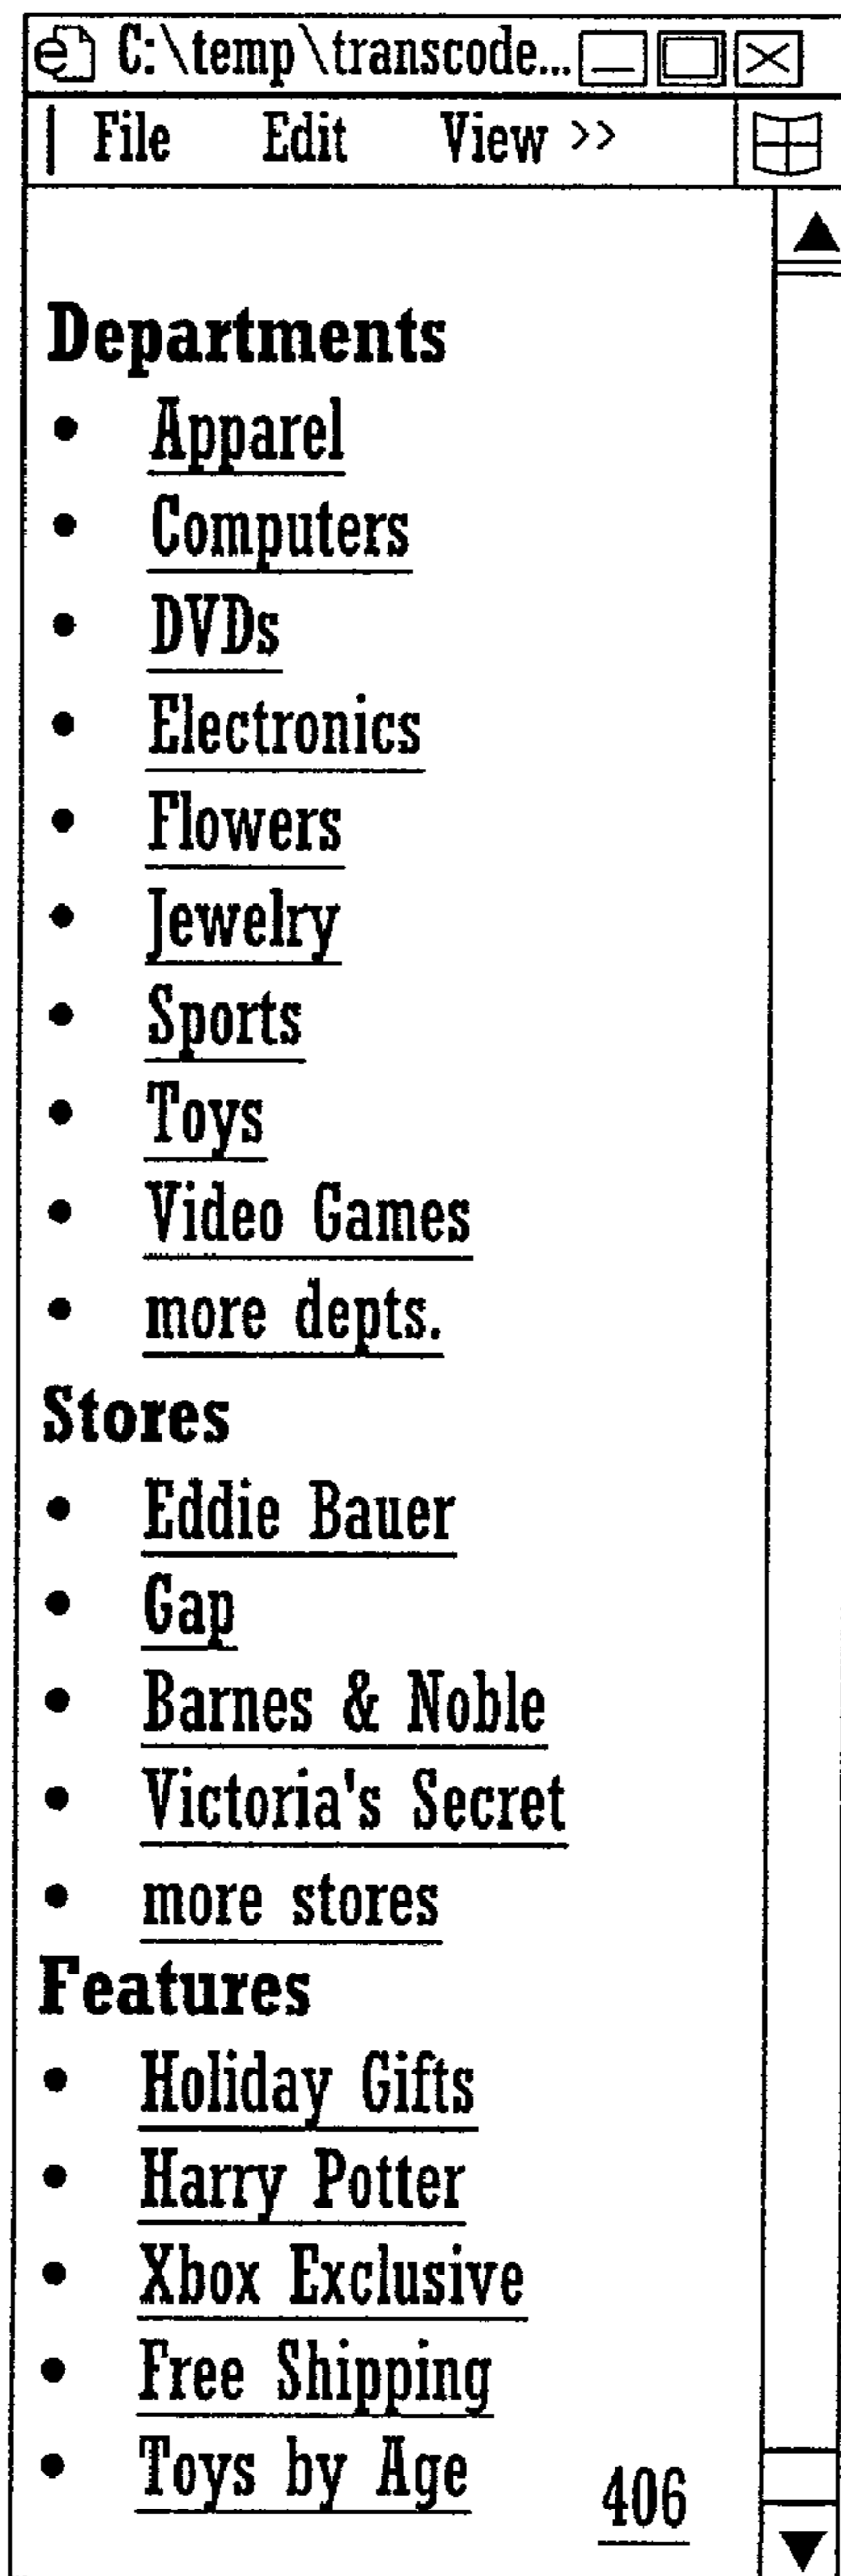 C:\temp\transcode...
File Edit View >>
Departments
• Apparel
• Computers
• DVDs
• Electronics
• Flowers
• Jewelry
• Sports
• Toys
• Video Games
• more depts.
Stores
• Eddie Bauer
• Gap
• Barnes & Noble
• Victoria's Secret
• more stores
Features
• Holiday Gifts
• Harry Potter
• Xbox Exclusive
• Free Shipping
• Toys by Age
406